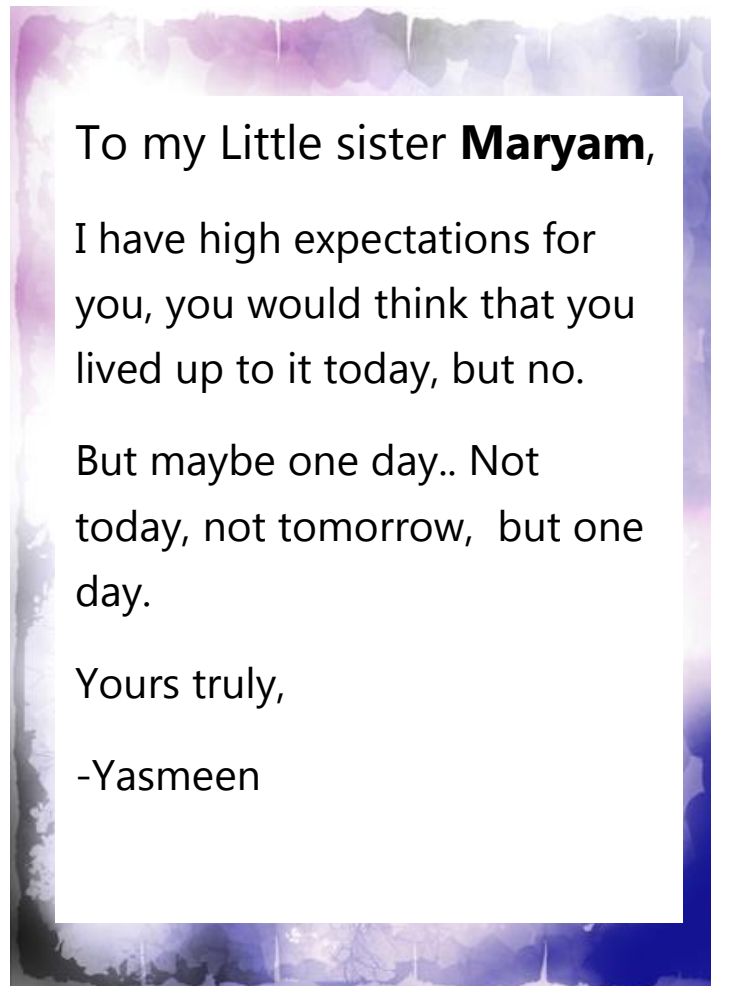 To my Little sister Maryam,
I have high expectations for
you, you would think that you
lived up to it today, but no.
But maybe one day.. Not
today, not tomorrow,  but one
day.
Yours truly,
-Yasmeen